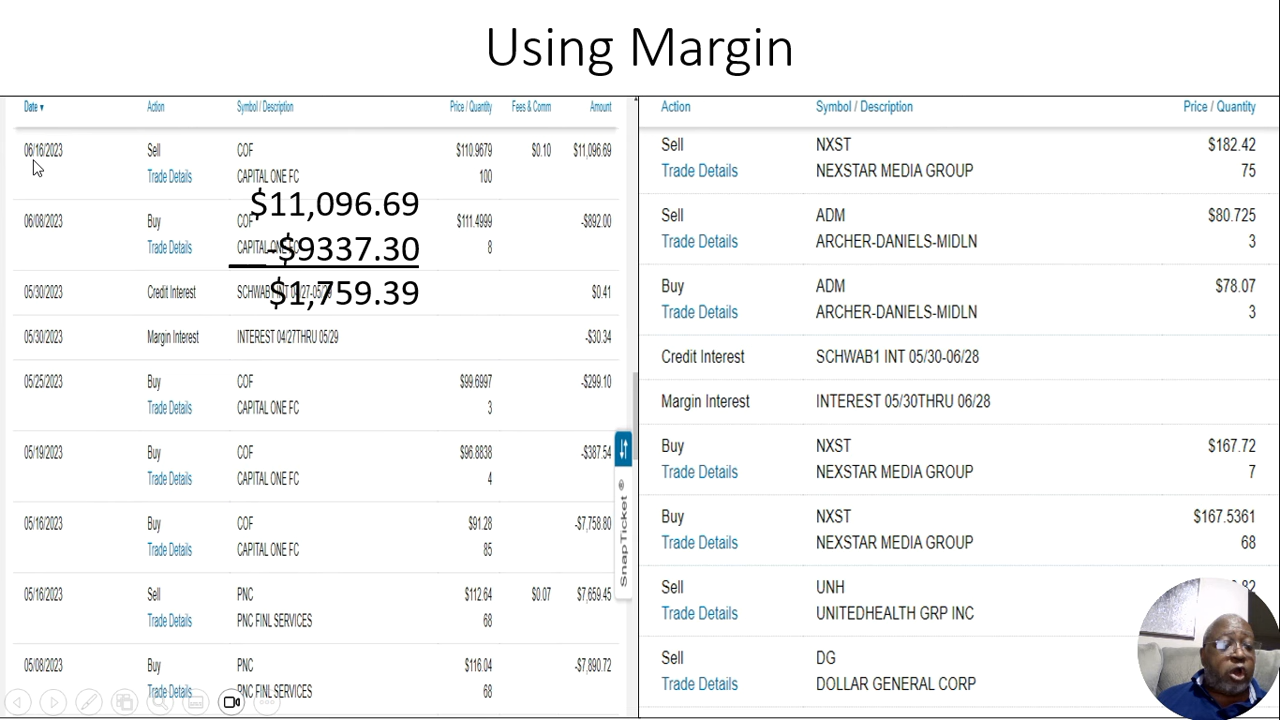 Using Margin
Date Action Symbol / Description Price / Quantity Fees & Comm Amount
06/16/2023 Sell COF $110.9679 $0.10 $11,096.69
Trade Details CAPITAL ONE FC 100
$11,096.69
06/08/2023 Buy COF $111.4999 -$892.00
Trade Details CAPITAL ONE FC 8
-$9337.30
05/30/2023 Credit Interest SCHWAB1 INT 04/27-05/29 $0.41
$1,759.39
05/30/2023 Margin Interest INTEREST 04/27THRU 05/29 -$30.34
05/25/2023 Buy COF $99.6997 -$299.10
Trade Details CAPITAL ONE FC 3
05/19/2023 Buy COF $96.8838 -$387.54
Trade Details CAPITAL ONE FC 4
05/16/2023 Buy COF $91.28 -$7,758.80
Trade Details CAPITAL ONE FC 85
05/16/2023 Sell PNC $112.64 $0.07 $7,659.45
Trade Details PNC FINL SERVICES 68
05/08/2023 Buy PNC $116.04 -$7,890.72
Trade Details PNC FINL SERVICES 68
SnapTicket ®
Action Symbol / Description Price / Quantity
Sell NXST $182.42
Trade Details NEXSTAR MEDIA GROUP 75
Sell ADM $80.725
Trade Details ARCHER-DANIELS-MIDLN 3
Buy ADM $78.07
Trade Details ARCHER-DANIELS-MIDLN 3
Credit Interest SCHWAB1 INT 05/30-06/28
Margin Interest INTEREST 05/30THRU 06/28
Buy NXST $167.72
Trade Details NEXSTAR MEDIA GROUP 7
Buy NXST $167.5361
Trade Details NEXSTAR MEDIA GROUP 68
Sell UNH
Trade Details UNITEDHEALTH GRP INC
Sell DG
Trade Details DOLLAR GENERAL CORP